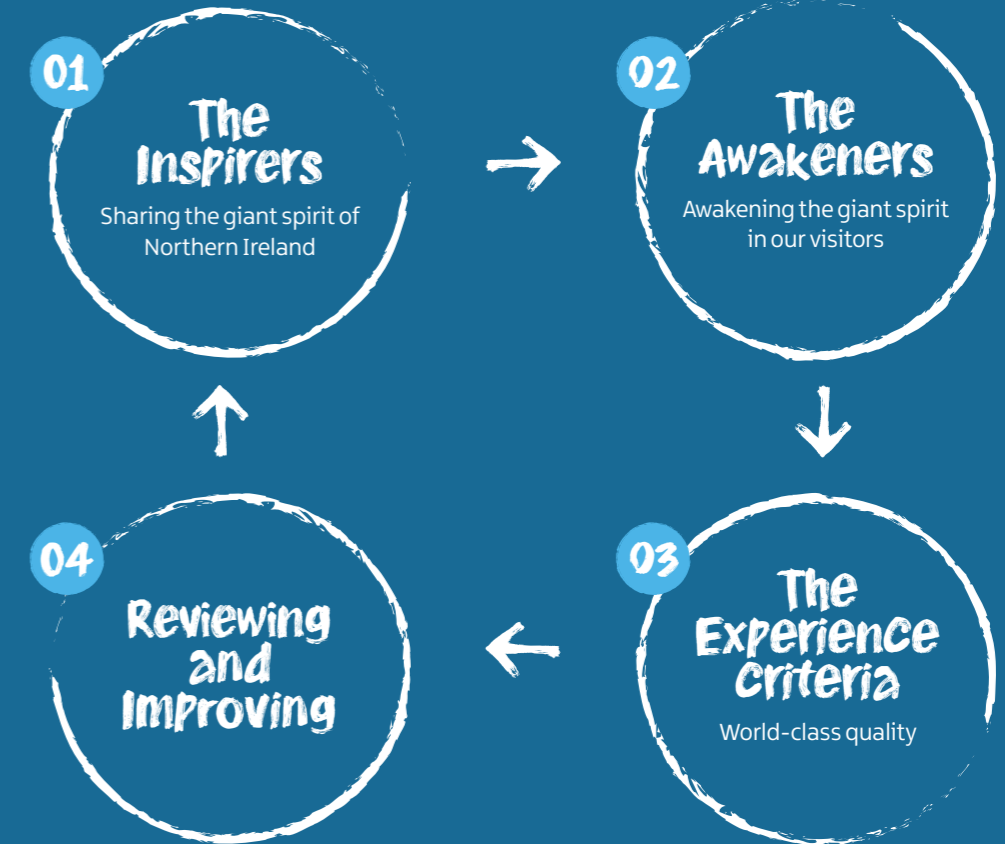 01
The
Inspirers
Sharing the giant spirit of
Northern Ireland
02
The
Awakeners
Awakening the giant spirit
in our visitors
03
The
Experience
Criteria
World-class quality
04
Reviewing
and
Improving